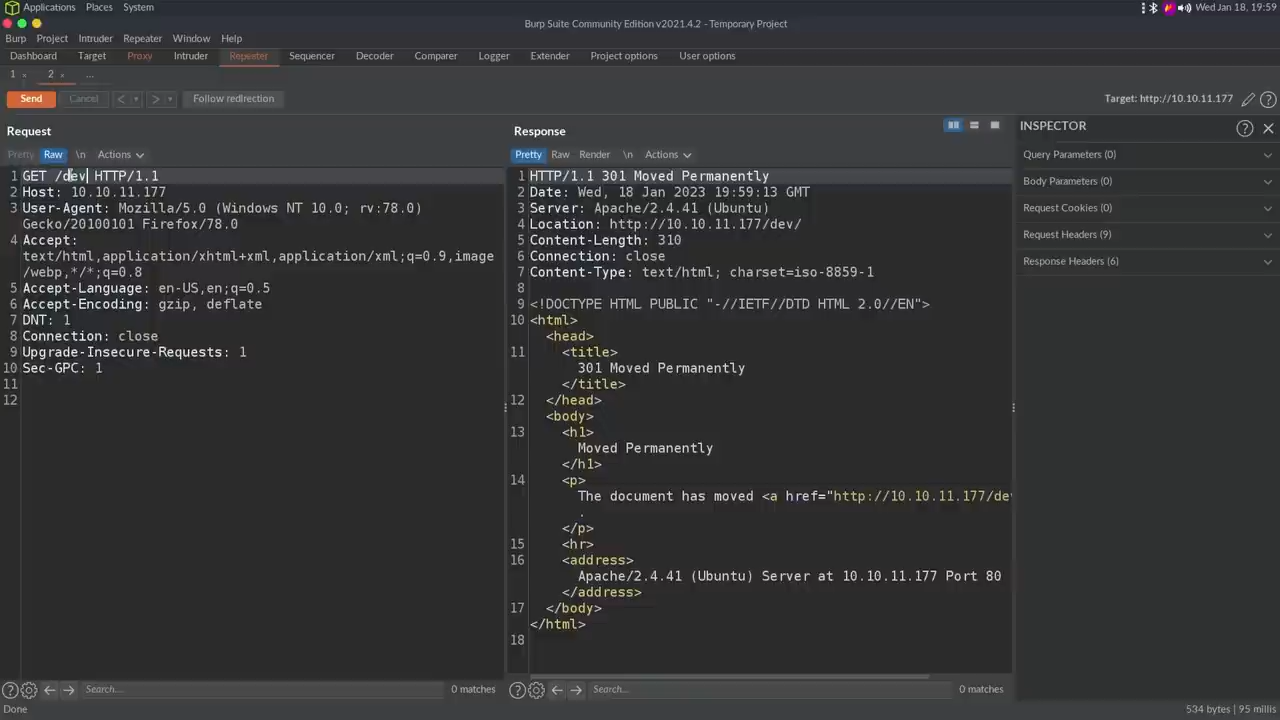 Applications Places System Wed Jan 18, 19:59
Burp Suite Community Edition v2021.4.2 - Temporary Project
Burp Project Intruder Repeater Window Help
Dashboard Target Proxy Intruder Repeater Sequencer Decoder Comparer Logger Extender Project options User options
1 × 2 × ...
Send Cancel < > Follow redirection Target: http://10.10.11.177
Request
Pretty Raw \n Actions
1 GET /dev HTTP/1.1
2 Host: 10.10.11.177
3 User-Agent: Mozilla/5.0 (Windows NT 10.0; rv:78.0)
Gecko/20100101 Firefox/78.0
4 Accept:
text/html,application/xhtml+xml,application/xml;q=0.9,image
/webp,*/*;q=0.8
5 Accept-Language: en-US,en;q=0.5
6 Accept-Encoding: gzip, deflate
7 DNT: 1
8 Connection: close
9 Upgrade-Insecure-Requests: 1
10 Sec-GPC: 1
11
12
Search... 0 matches
Response
Pretty Raw Render \n Actions
1 HTTP/1.1 301 Moved Permanently
2 Date: Wed, 18 Jan 2023 19:59:13 GMT
3 Server: Apache/2.4.41 (Ubuntu)
4 Location: http://10.10.11.177/dev/
5 Content-Length: 310
6 Connection: close
7 Content-Type: text/html; charset=iso-8859-1
8
9 <!DOCTYPE HTML PUBLIC "-//IETF//DTD HTML 2.0//EN">
10 <html>
<head>
11 <title>
301 Moved Permanently
</title>
12 </head>
<body>
13 <h1>
Moved Permanently
</h1>
14 <p>
The document has moved <a href="http://10.10.11.177/dev
.
</p>
15 <hr>
16 <address>
Apache/2.4.41 (Ubuntu) Server at 10.10.11.177 Port 80
</address>
17 </body>
</html>
18
Search... 0 matches
INSPECTOR
Query Parameters (0)
Body Parameters (0)
Request Cookies (0)
Request Headers (9)
Response Headers (6)
Done 534 bytes | 95 millis